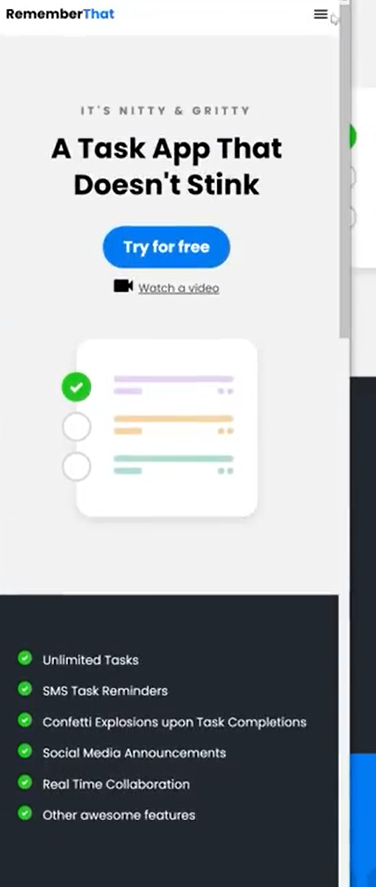 RememberThat
IT'S NITTY & GRITTY
A Task App That
Doesn't Stink
Try for free
Watch a video
Unlimited Tasks
SMS Task Reminders
Confetti Explosions upon Task Completions
Social Media Announcements
Real Time Collaboration
Other awesome features